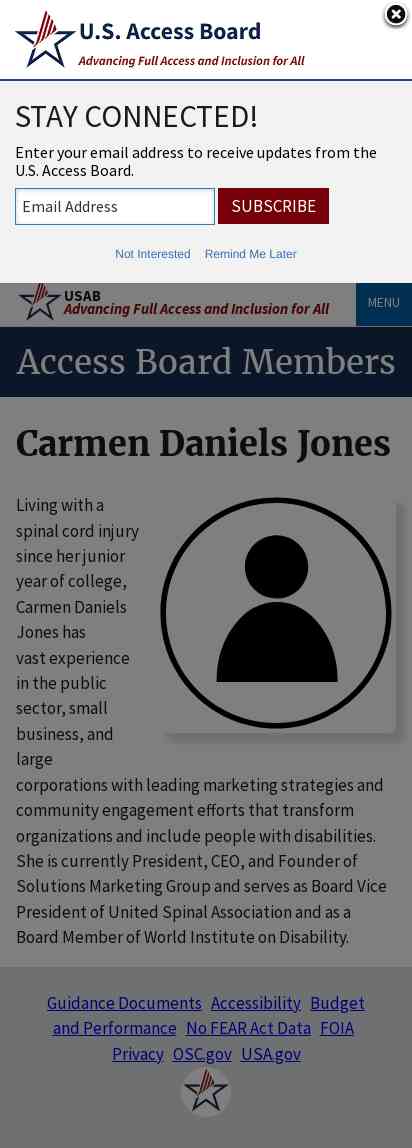 U.S. Access Board
Advancing Full Access and Inclusion for All
STAY CONNECTED!
Enter your email address to receive updates from the
U.S. Access Board.
Email Address
SUBSCRIBE
Not Interested Remind Me Later
USAB
Advancing Full Access and Inclusion for All
MENU
Access Board Members
Carmen Daniels Jones
Living with a
spinal cord injury
since her junior
year of college,
Carmen Daniels
Jones has
vast experience
in the public
sector, small
business, and
large
corporations with leading marketing strategies and
community engagement efforts that transform
organizations and include people with disabilities.
She is currently President, CEO, and Founder of
Solutions Marketing Group and serves as Board Vice
President of United Spinal Association and as a
Board Member of World Institute on Disability.
Guidance Documents Accessibility Budget
and Performance No FEAR Act Data FOIA
Privacy OSC.gov USA.gov